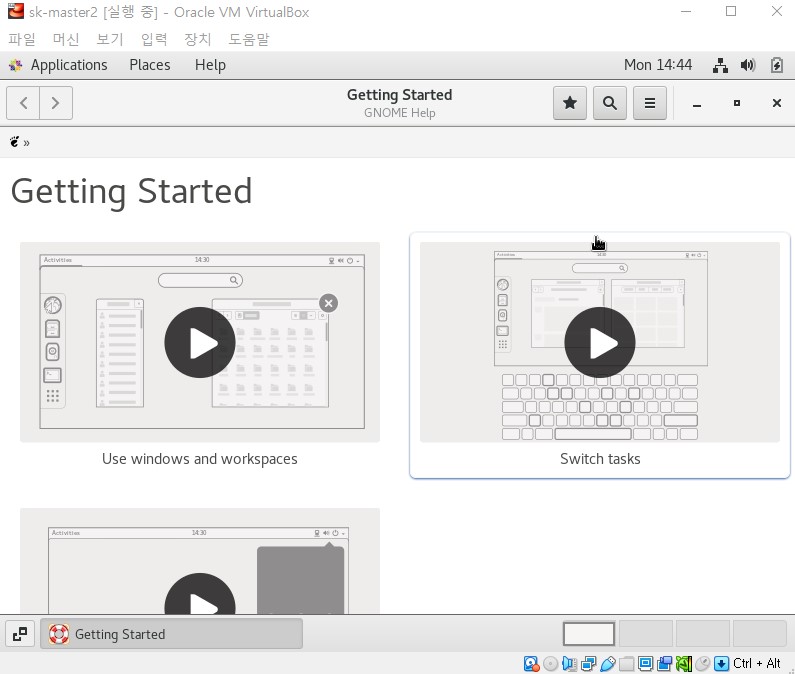 sk-master2 [실행 중] - Oracle VM VirtualBox
파일 머신 보기 입력 장치 도움말
Applications Places Help Mon 14:44
Getting Started
GNOME Help
»
Getting Started
Activities 14:30
Activities 14:30
Use windows and workspaces Switch tasks
Activities 14:30
Getting Started
Ctrl + Alt